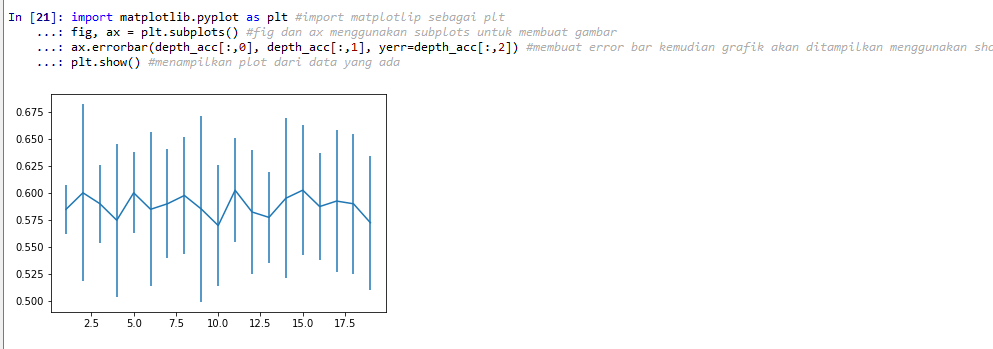 In [21]: import matplotlib.pyplot as plt #import matplotlip sebagai plt
...: fig, ax = plt.subplots() #fig dan ax menggunakan subplots untuk membuat gambar
...: ax.errorbar(depth_acc[:,0], depth_acc[:,1], yerr=depth_acc[:,2]) #membuat error bar kemudian grafik akan ditampilkan menggunakan sho
...: plt.show() #menampilkan plot dari data yang ada
0.675
0.650
0.625
0.600
0.575
0.550
0.525
0.500
2.5 5.0 7.5 10.0 12.5 15.0 17.5